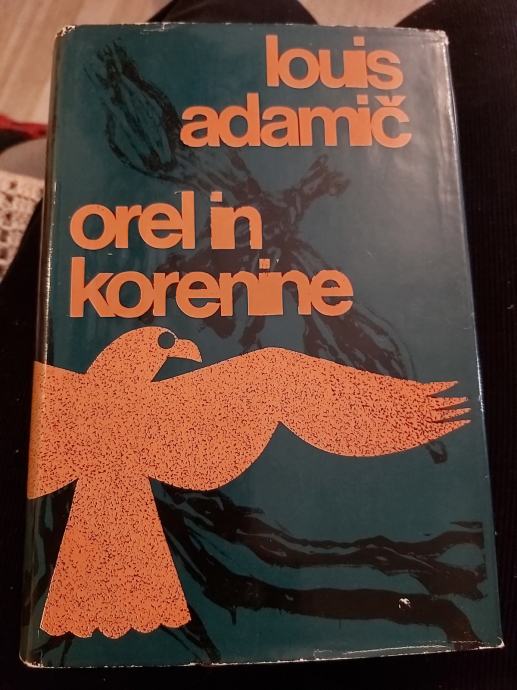 louis
adamič
orel in
korenine